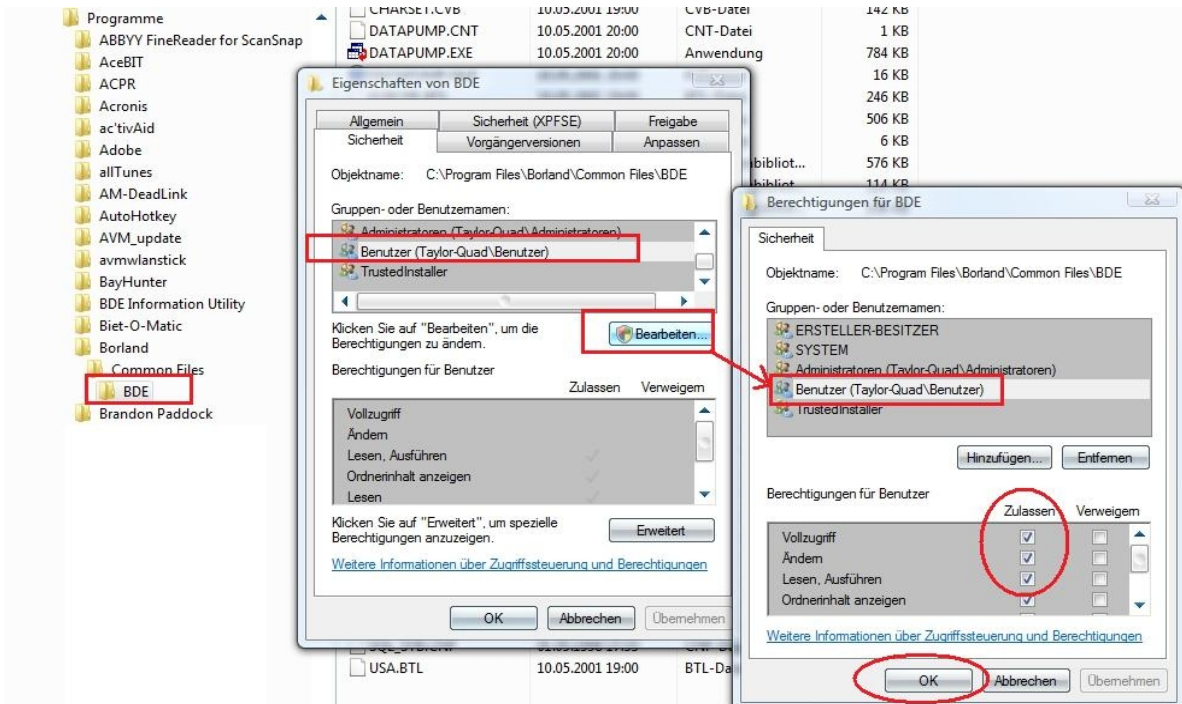 Programme
ABBYY FineReader for ScanSnap
AceBIT
ACPR
Acronis
ac'tivAid
Adobe
allTunes
AM-DeadLink
AutoHotkey
AVM_update
avmwlanstick
BayHunter
BDE Information Utility
Biet-O-Matic
Borland
Common Files
BDE
Brandon Paddock
CHARSET.CVB 10.05.2001 19:00 CVB-Datei 142 KB
DATAPUMP.CNT 10.05.2001 20:00 CNT-Datei 1 KB
DATAPUMP.EXE 10.05.2001 20:00 Anwendung 784 KB
16 KB
246 KB
506 KB
6 KB
bibliot... 576 KB
bibliot... 114 KB
USA.BTL 10.05.2001 19:00 BTL-Da
Eigenschaften von BDE
Allgemein Sicherheit (XPFSE) Freigabe
Sicherheit Vorgängerversionen Anpassen
Objektname: C:\Program Files\Borland\Common Files\BDE
Gruppen- oder Benutzernamen:
Administratoren (Taylor-Quad\Administratoren)
Benutzer (Taylor-Quad\Benutzer)
TrustedInstaller
Klicken Sie auf "Bearbeiten", um die
Berechtigungen zu ändern.
Bearbeiten...
Berechtigungen für Benutzer
Zulassen Verweigern
Vollzugriff
Ändern
Lesen, Ausführen
Ordnerinhalt anzeigen
Lesen
Klicken Sie auf "Erweitert", um spezielle
Berechtigungen anzuzeigen.
Erweitert
Weitere Informationen über Zugriffssteuerung und Berechtigungen
OK Abbrechen Übernehmen
Berechtigungen für BDE
Sicherheit
Objektname: C:\Program Files\Borland\Common Files\BDE
Gruppen- oder Benutzernamen:
ERSTELLER-BESITZER
SYSTEM
Administratoren (Taylor-Quad\Administratoren)
Benutzer (Taylor-Quad\Benutzer)
TrustedInstaller
Hinzufügen... Entfernen
Berechtigungen für Benutzer
Zulassen Verweigern
Vollzugriff
Ändern
Lesen, Ausführen
Ordnerinhalt anzeigen
Weitere Informationen über Zugriffssteuerung und Berechtigungen
OK Abbrechen Übernehmen